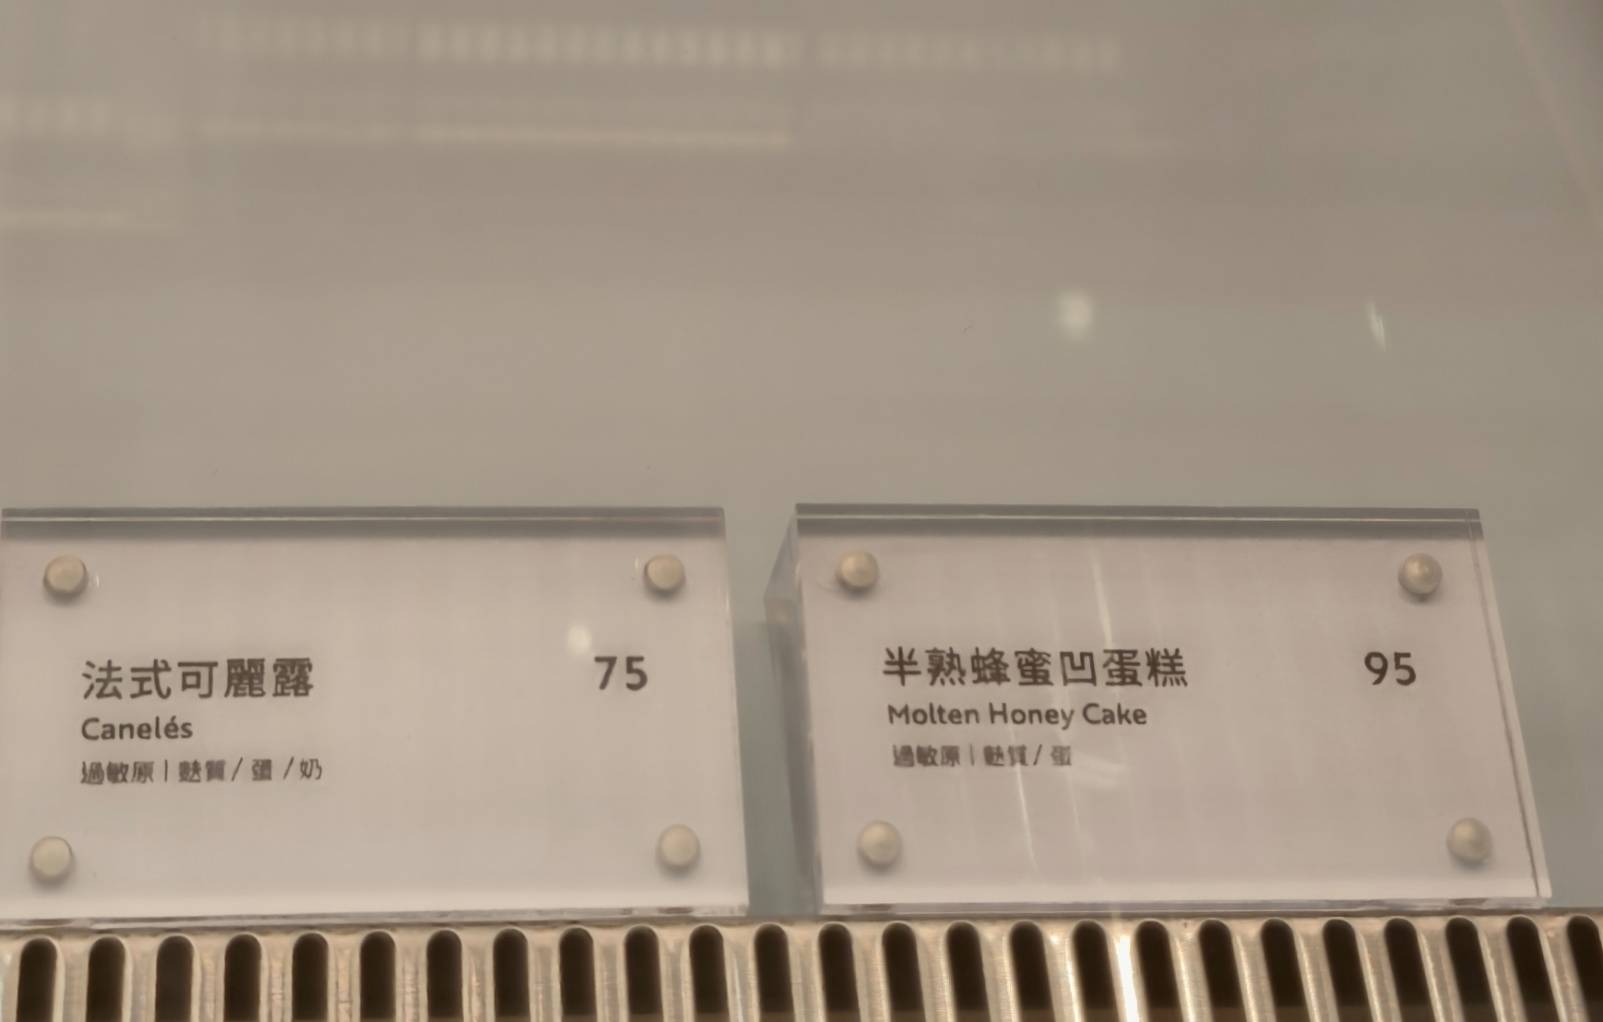 法式可麗露 75
Canelés
過敏原 | 麩質 / 蛋 / 奶
半熟蜂蜜凹蛋糕 95
Molten Honey Cake
過敏原 | 麩質 / 蛋